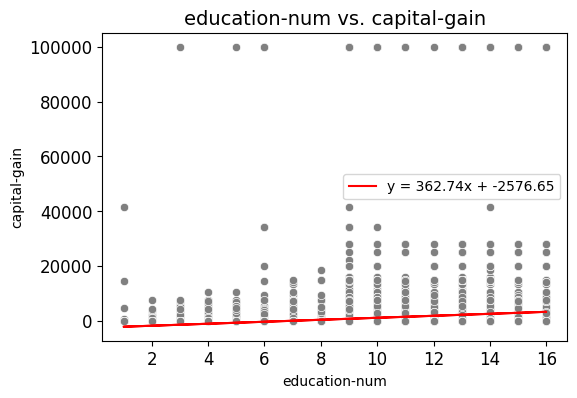 education-num vs. capital-gain
100000
80000
60000
40000
20000
0
capital-gain
y = 362.74x + -2576.65
2 4 6 8 10 12 14 16
education-num